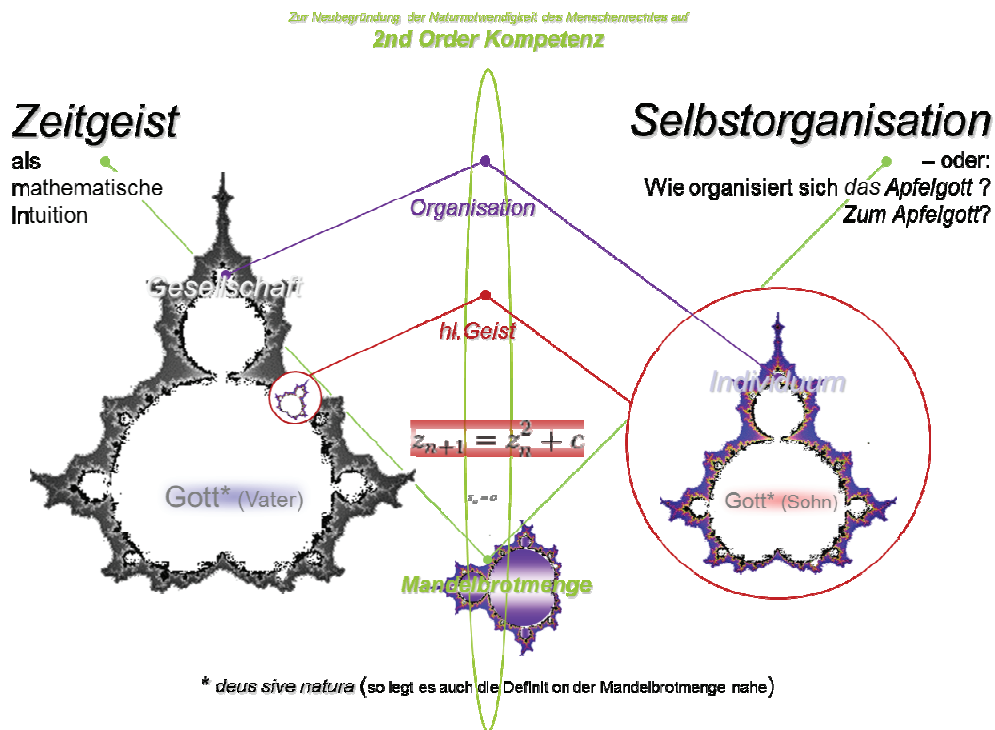 Zur Neubegründung der Naturnotwendigkeit des Menschenrechtes auf
2nd Order Kompetenz
Zeitgeist
als
mathematische
Intuition
Selbstorganisation
– oder:
Wie organisiert sich das Apfelgott ?
Zum Apfelgott?
Organisation
Gesellschaft
hl.Geist
Individuum
zₙ₊₁ = zₙ² + c
Gott* (Vater)
Gott* (Sohn)
Mandelbrotmenge
* deus sive natura (so legt es auch die Definit on der Mandelbrotmenge nahe)